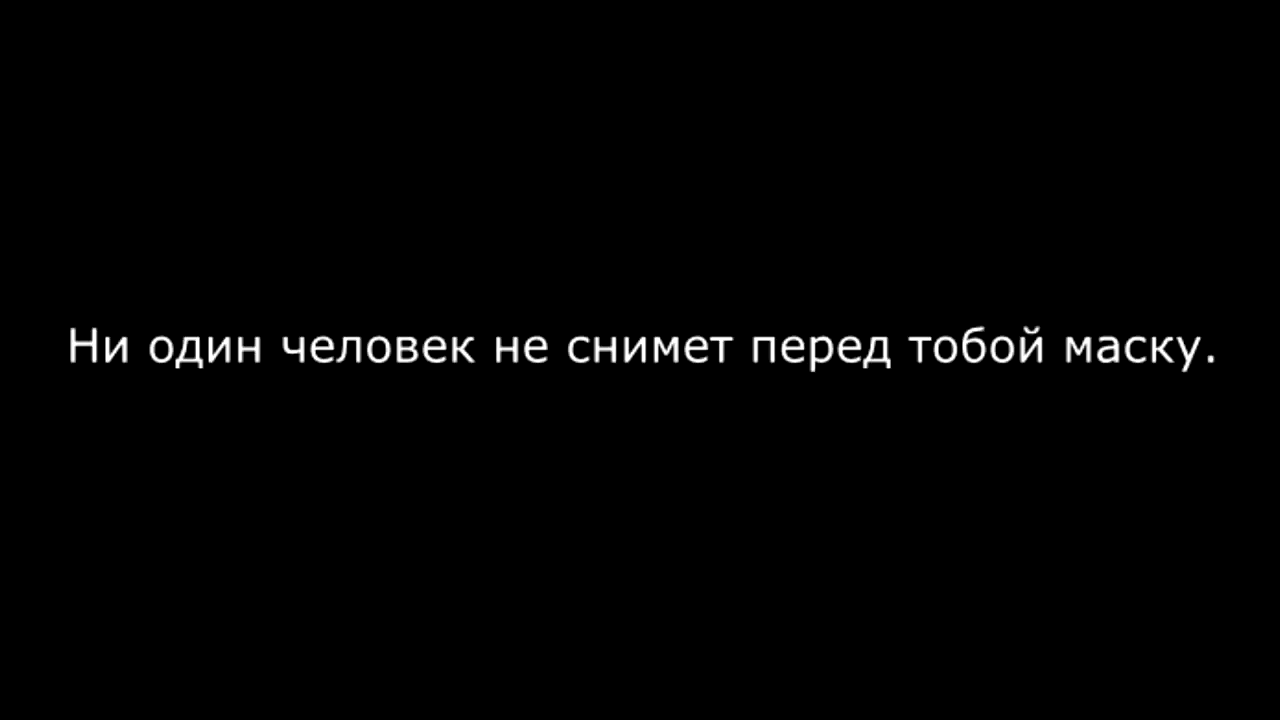 Ни один человек не снимет перед тобой маску.